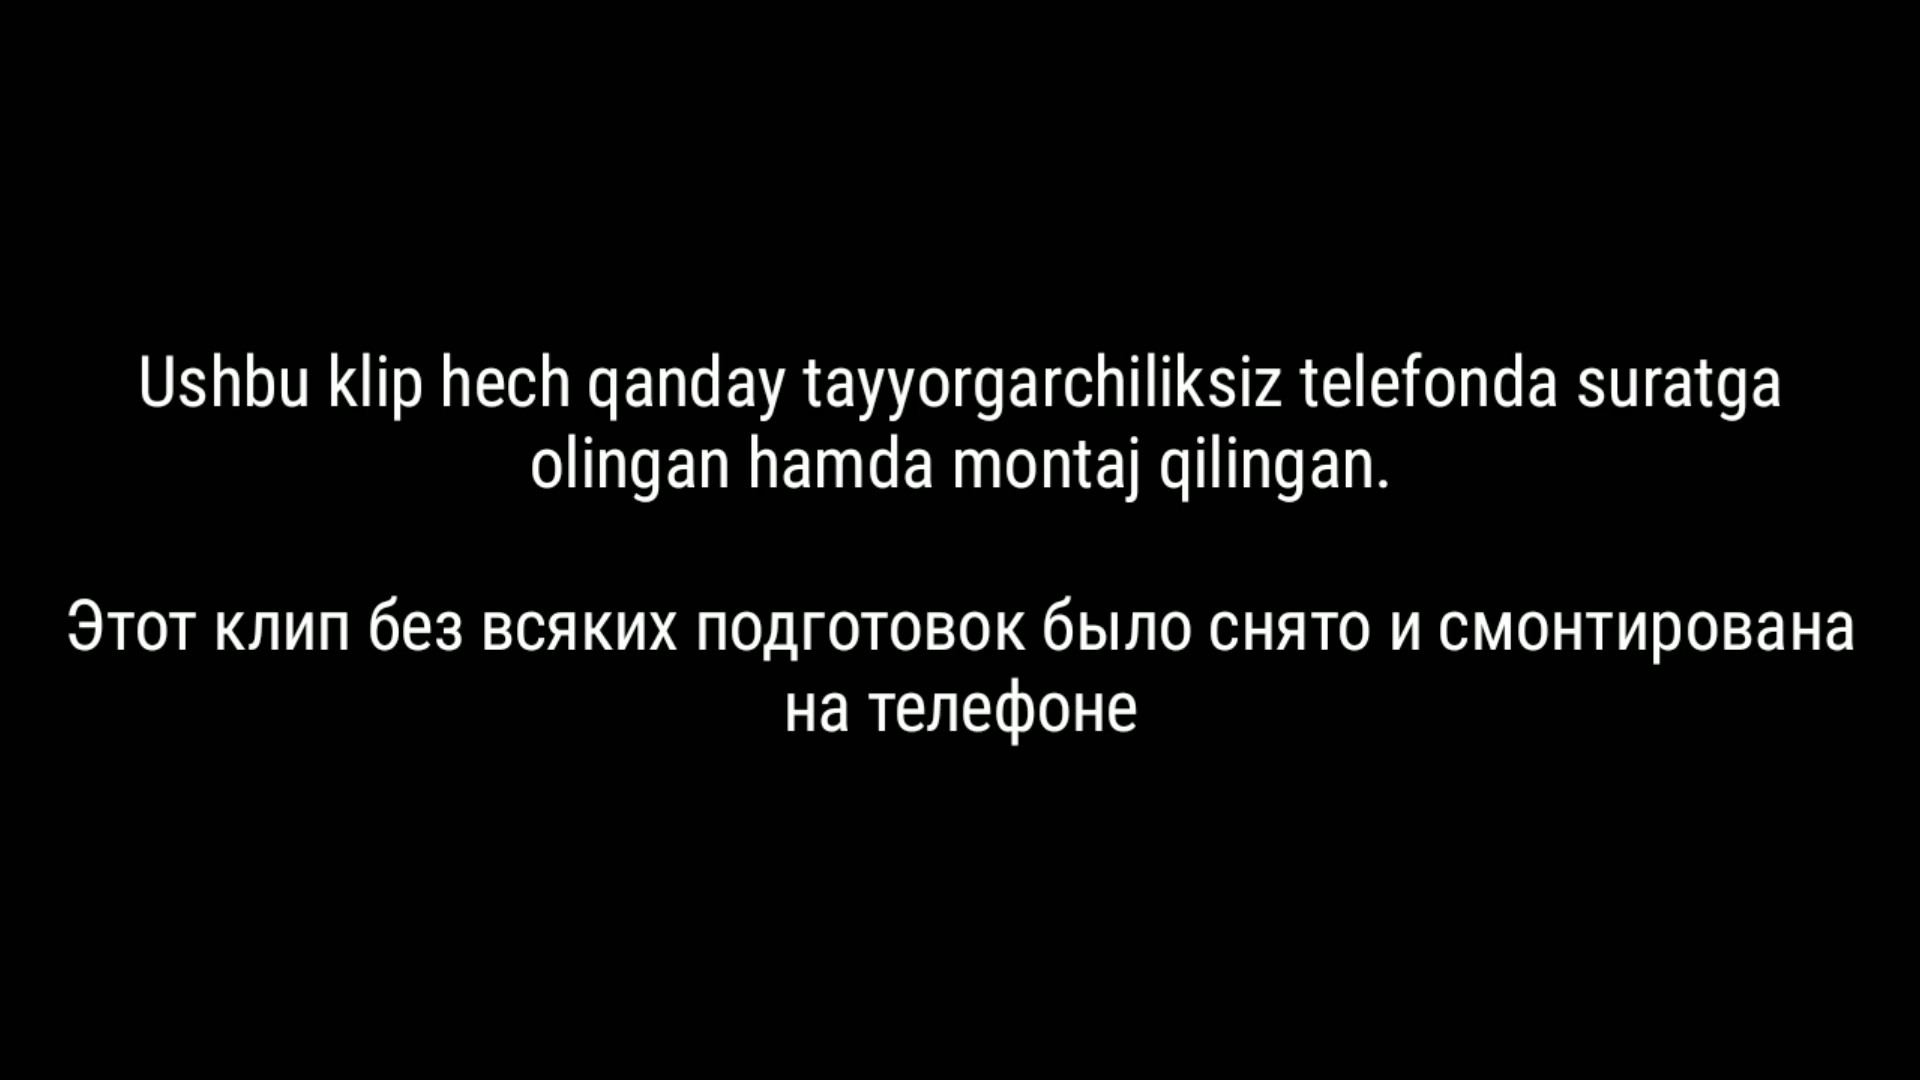 Ushbu klip hech qanday tayyorgarchiliksiz telefonda suratga
olingan hamda montaj qilingan.
Этот клип без всяких подготовок было снято и смонтирована
на телефоне